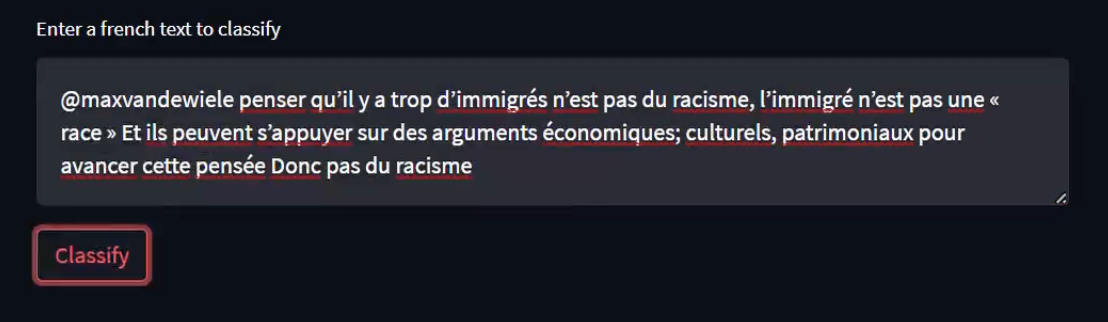 Enter a french text to classify
@maxvandewiele penser qu’il y a trop d’immigrés n’est pas du racisme, l’immigré n’est pas une «
race » Et ils peuvent s’appuyer sur des arguments économiques; culturels, patrimoniaux pour
avancer cette pensée Donc pas du racisme
Classify